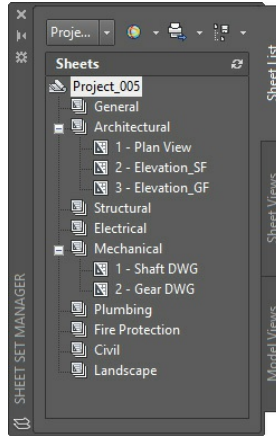 Proje...
Sheets
Project_005
General
Architectural
1 - Plan View
2 - Elevation_SF
3 - Elevation_GF
Structural
Electrical
Mechanical
1 - Shaft DWG
2 - Gear DWG
Plumbing
Fire Protection
Civil
Landscape
SHEET SET MANAGER
Sheet List
Sheet Views
Model Views